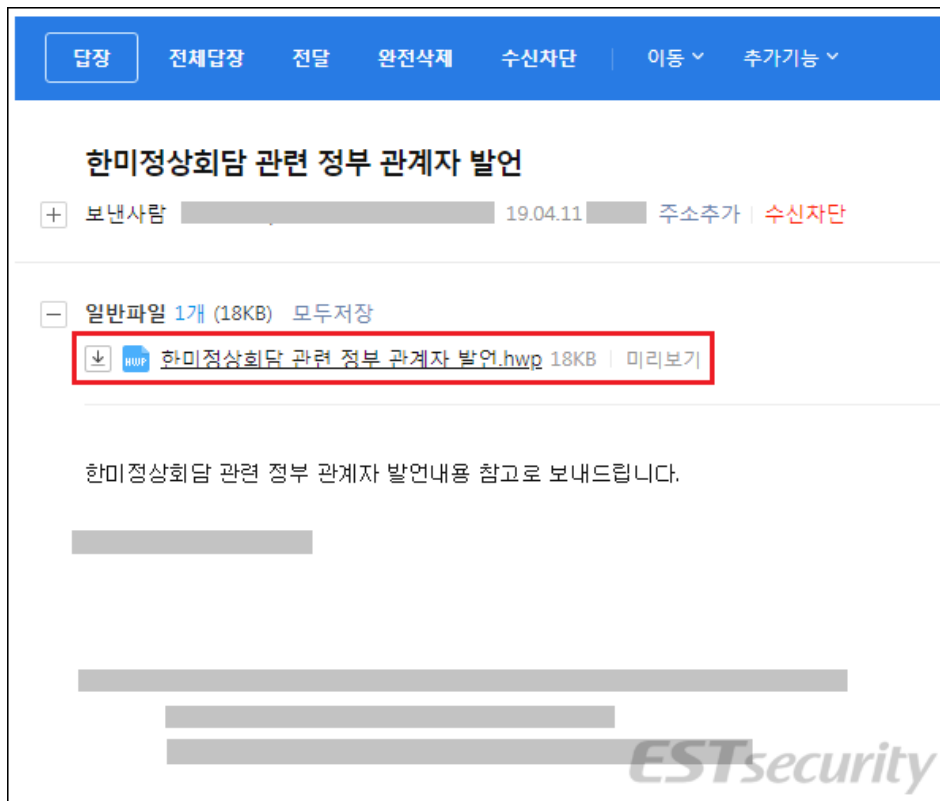 답장 전체답장 전달 완전삭제 수신차단 이동 추가기능
한미정상회담 관련 정부 관계자 발언
보낸사람 19.04.11 주소추가 수신차단
일반파일 1개 (18KB) 모두저장
HWP 한미정상회담 관련 정부 관계자 발언.hwp 18KB 미리보기
한미정상회담 관련 정부 관계자 발언내용 참고로 보내드립니다.
ESTsecurity